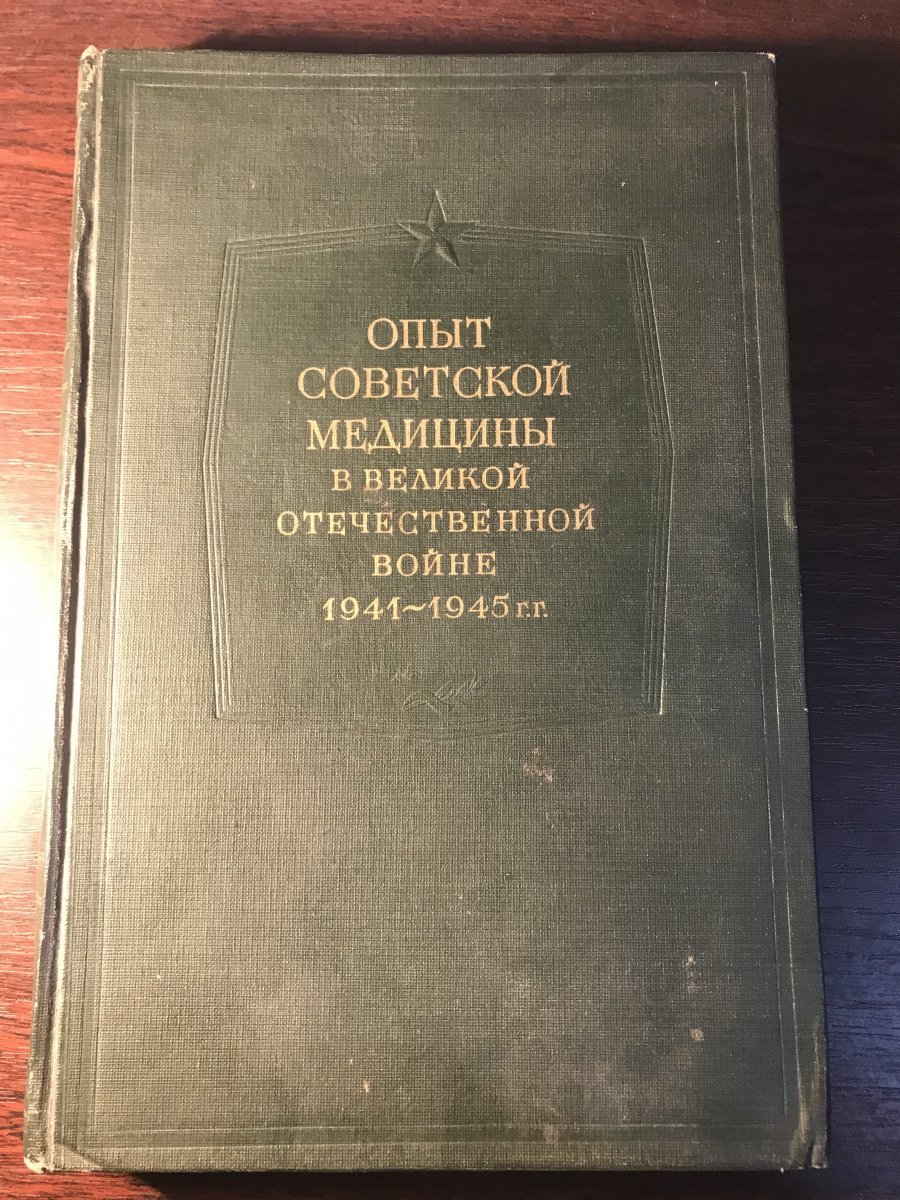 ОПЫТ
СОВЕТСКОЙ
МЕДИЦИНЫ
В ВЕЛИКОЙ
ОТЕЧЕСТВЕННОЙ
ВОЙНЕ
1941~1945 г.г.